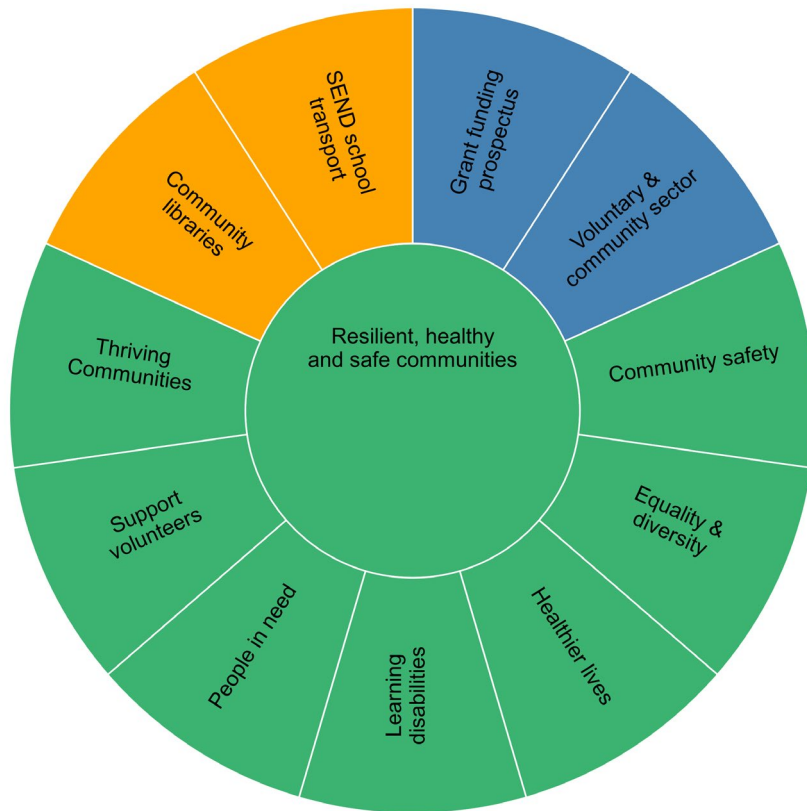 Resilient, healthy
and safe communities
Grant funding
prospectus
Voluntary &
community sector
Community safety
Equality &
diversity
Healthier lives
Learning
disabilities
People in need
Support
volunteers
Thriving
Communities
Community
libraries
SEND school
transport